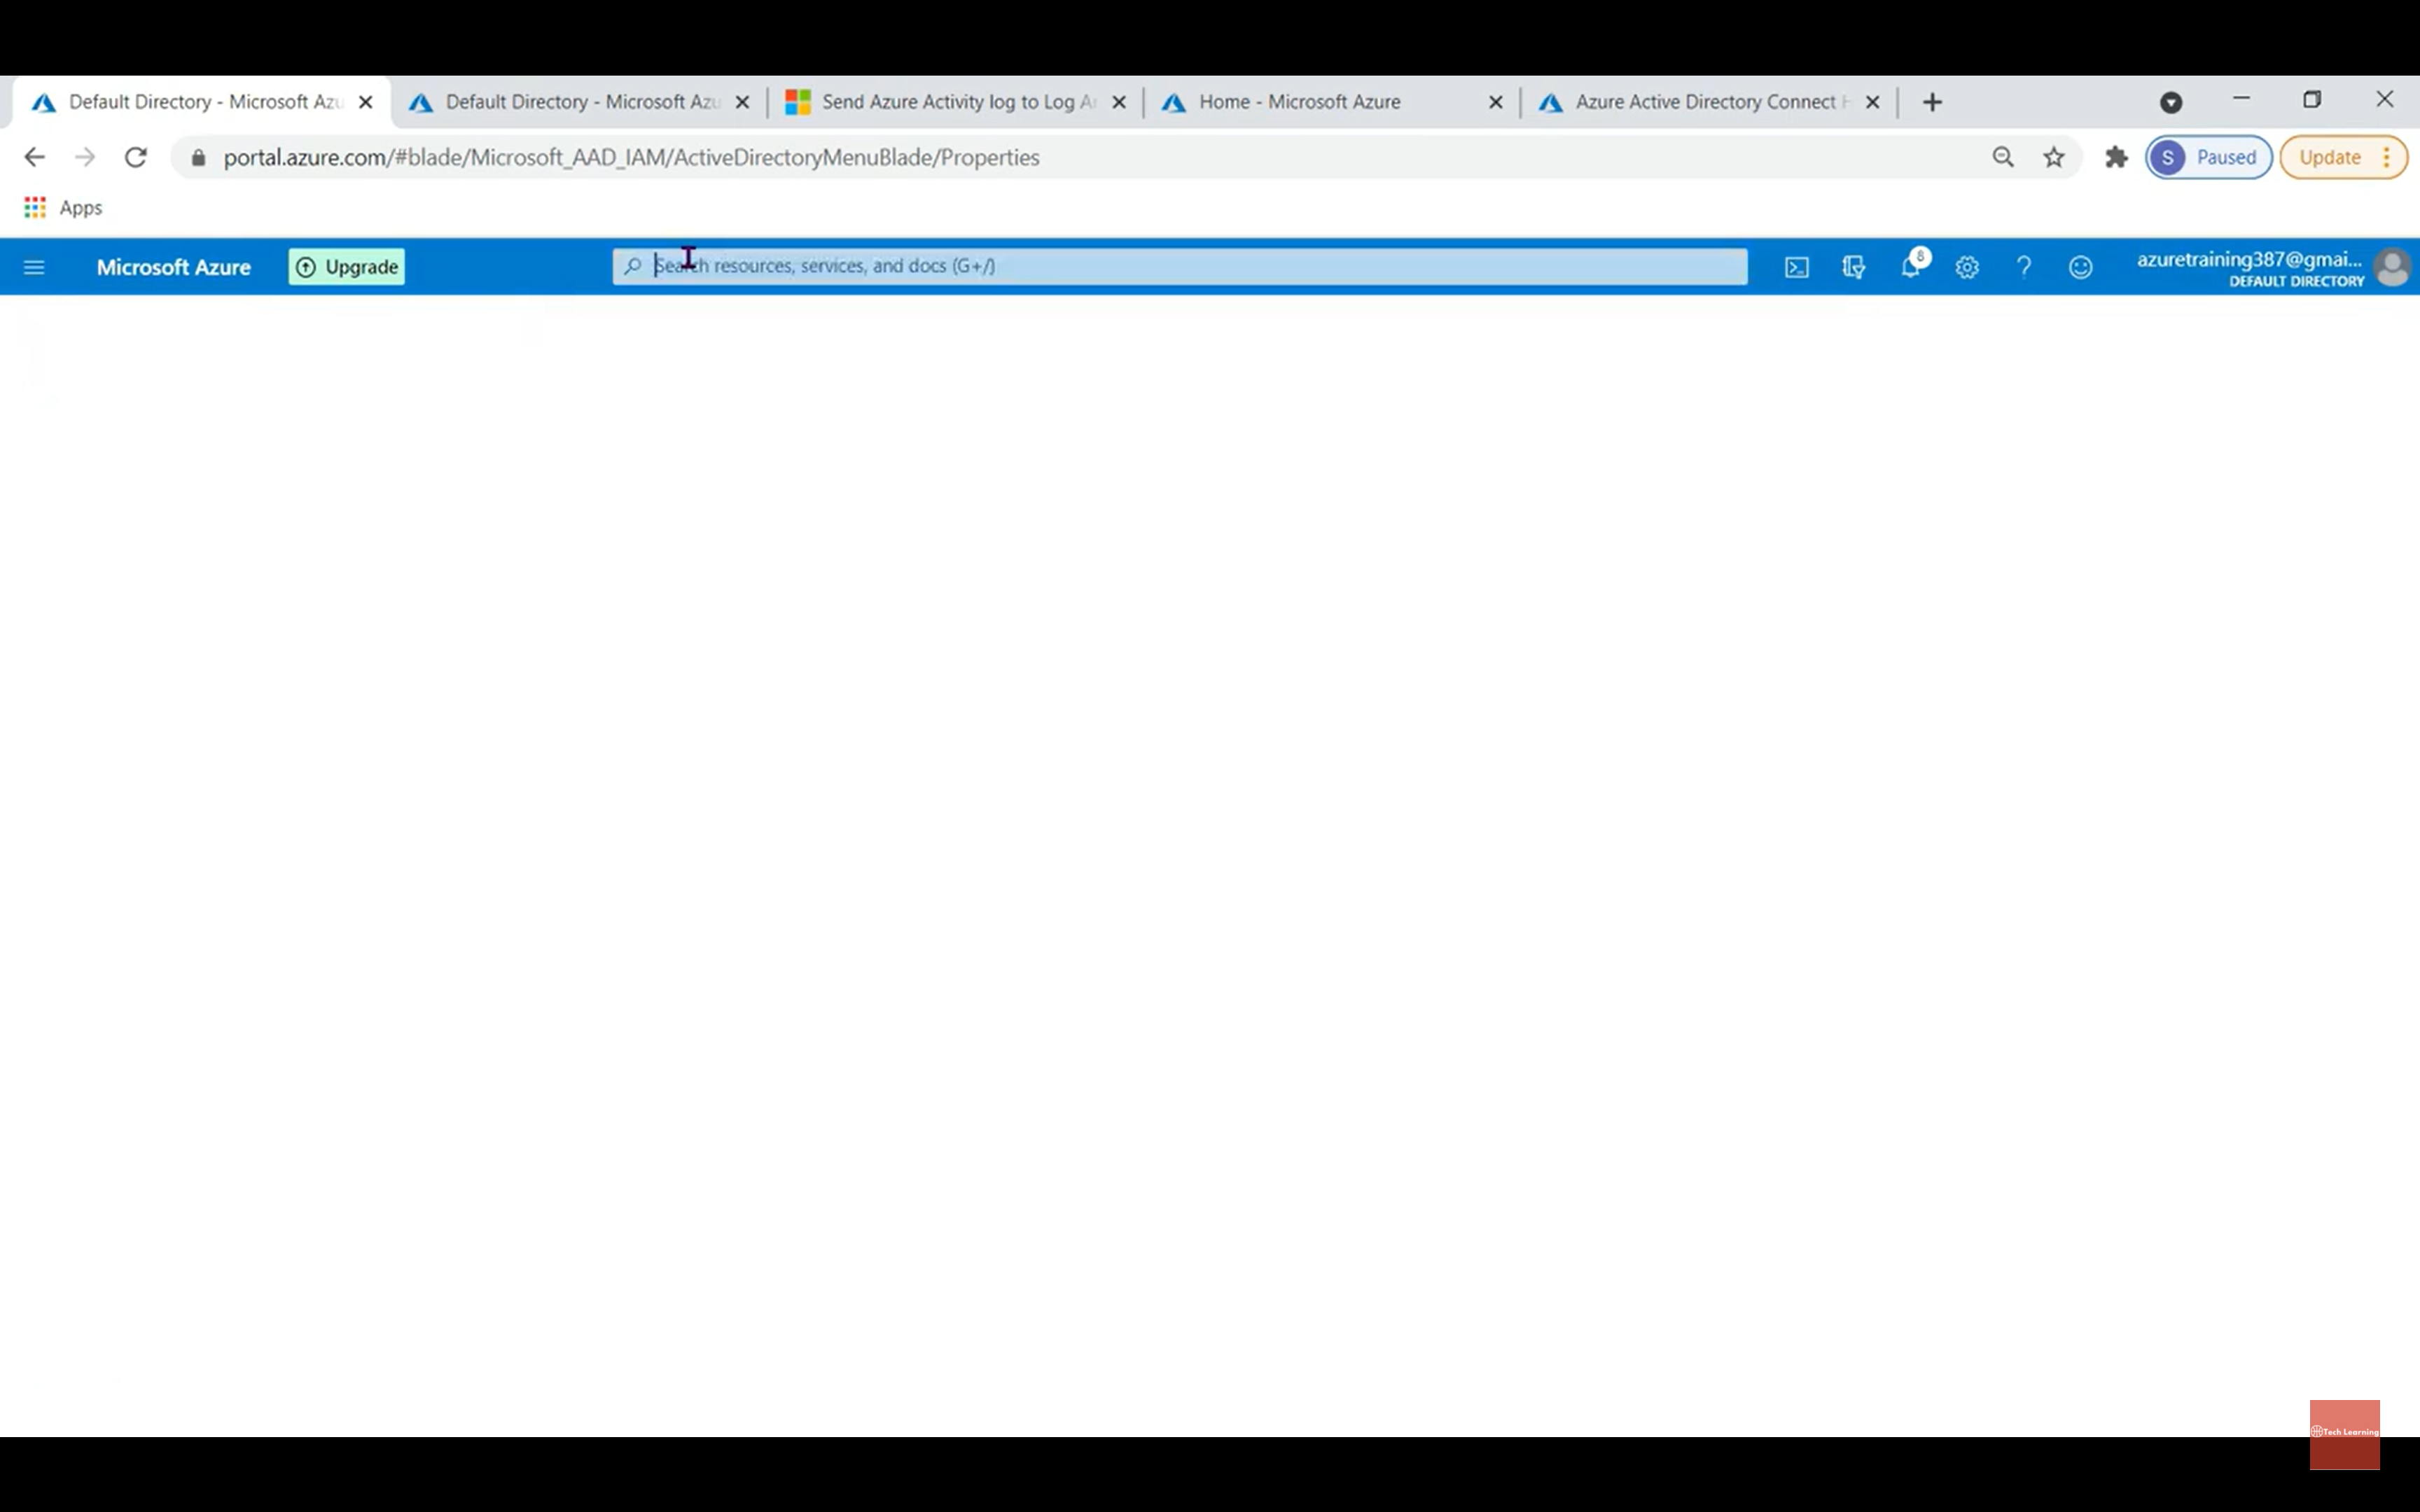 Default Directory - Microsoft Azu
Default Directory - Microsoft Azu
Send Azure Activity log to Log A
Home - Microsoft Azure
Azure Active Directory Connect
portal.azure.com/#blade/Microsoft_AAD_IAM/ActiveDirectoryMenuBlade/Properties
S Paused
Update
Apps
Microsoft Azure
Upgrade
Search resources, services, and docs (G+/)
8
azuretraining387@gmai...
DEFAULT DIRECTORY
Tech Learning